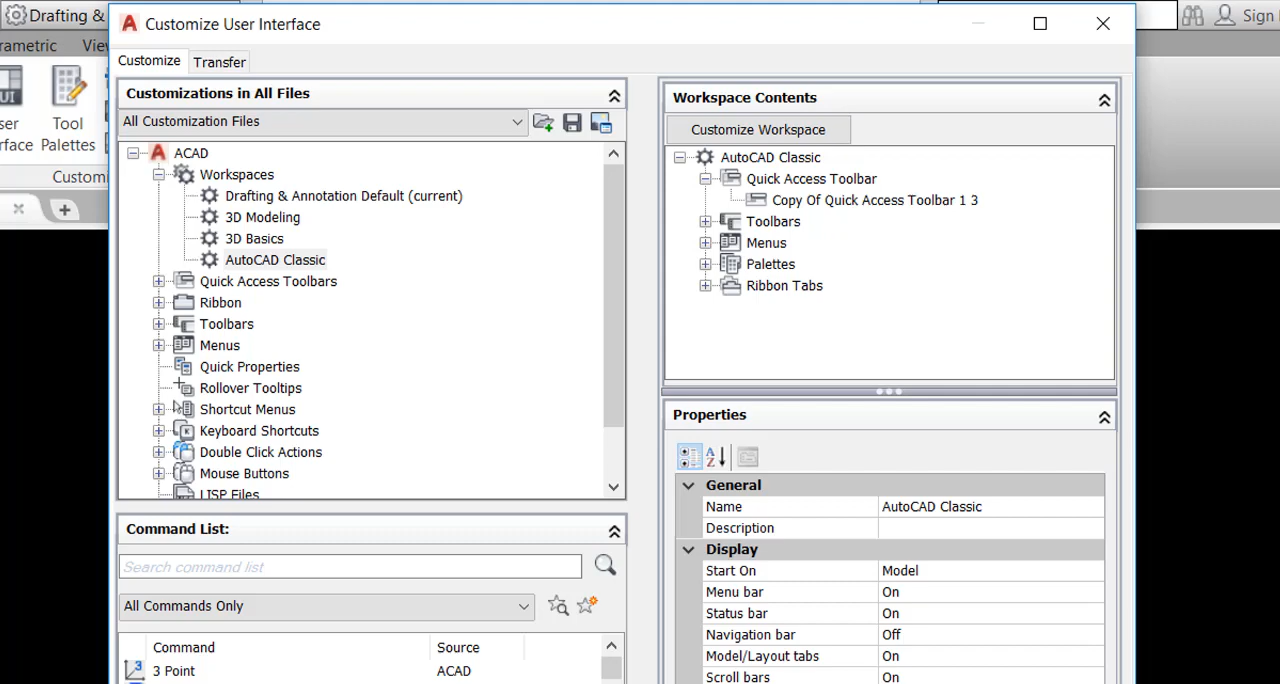 Drafting &
Customize User Interface
Sign
rametric Vie
Customize Transfer
Customizations in All Files
Workspace Contents
All Customization Files
Customize Workspace
ser Tool
rface Palettes
Customi
ACAD
Workspaces
Drafting & Annotation Default (current)
3D Modeling
3D Basics
AutoCAD Classic
Quick Access Toolbars
Ribbon
Toolbars
Menus
Quick Properties
Rollover Tooltips
Shortcut Menus
Keyboard Shortcuts
Double Click Actions
Mouse Buttons
LISP Files
AutoCAD Classic
Quick Access Toolbar
Copy Of Quick Access Toolbar 1 3
Toolbars
Menus
Palettes
Ribbon Tabs
Properties
General
Name AutoCAD Classic
Description
Display
Start On Model
Menu bar On
Status bar On
Navigation bar Off
Model/Layout tabs On
Scroll bars On
Command List:
Search command list
All Commands Only
Command Source
3 Point ACAD